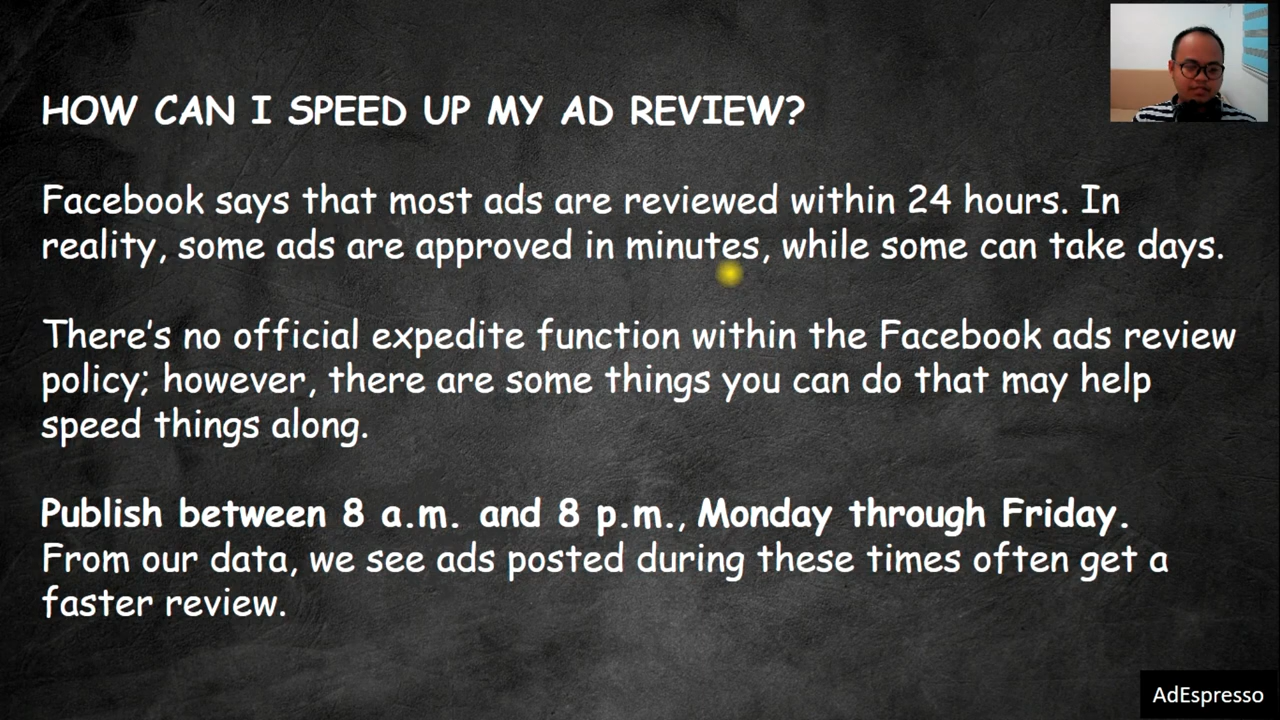 HOW CAN I SPEED UP MY AD REVIEW?
Facebook says that most ads are reviewed within 24 hours. In
reality, some ads are approved in minutes, while some can take days.
There's no official expedite function within the Facebook ads review
policy; however, there are some things you can do that may help
speed things along.
Publish between 8 a.m. and 8 p.m., Monday through Friday.
From our data, we see ads posted during these times often get a
faster review.
AdEspresso